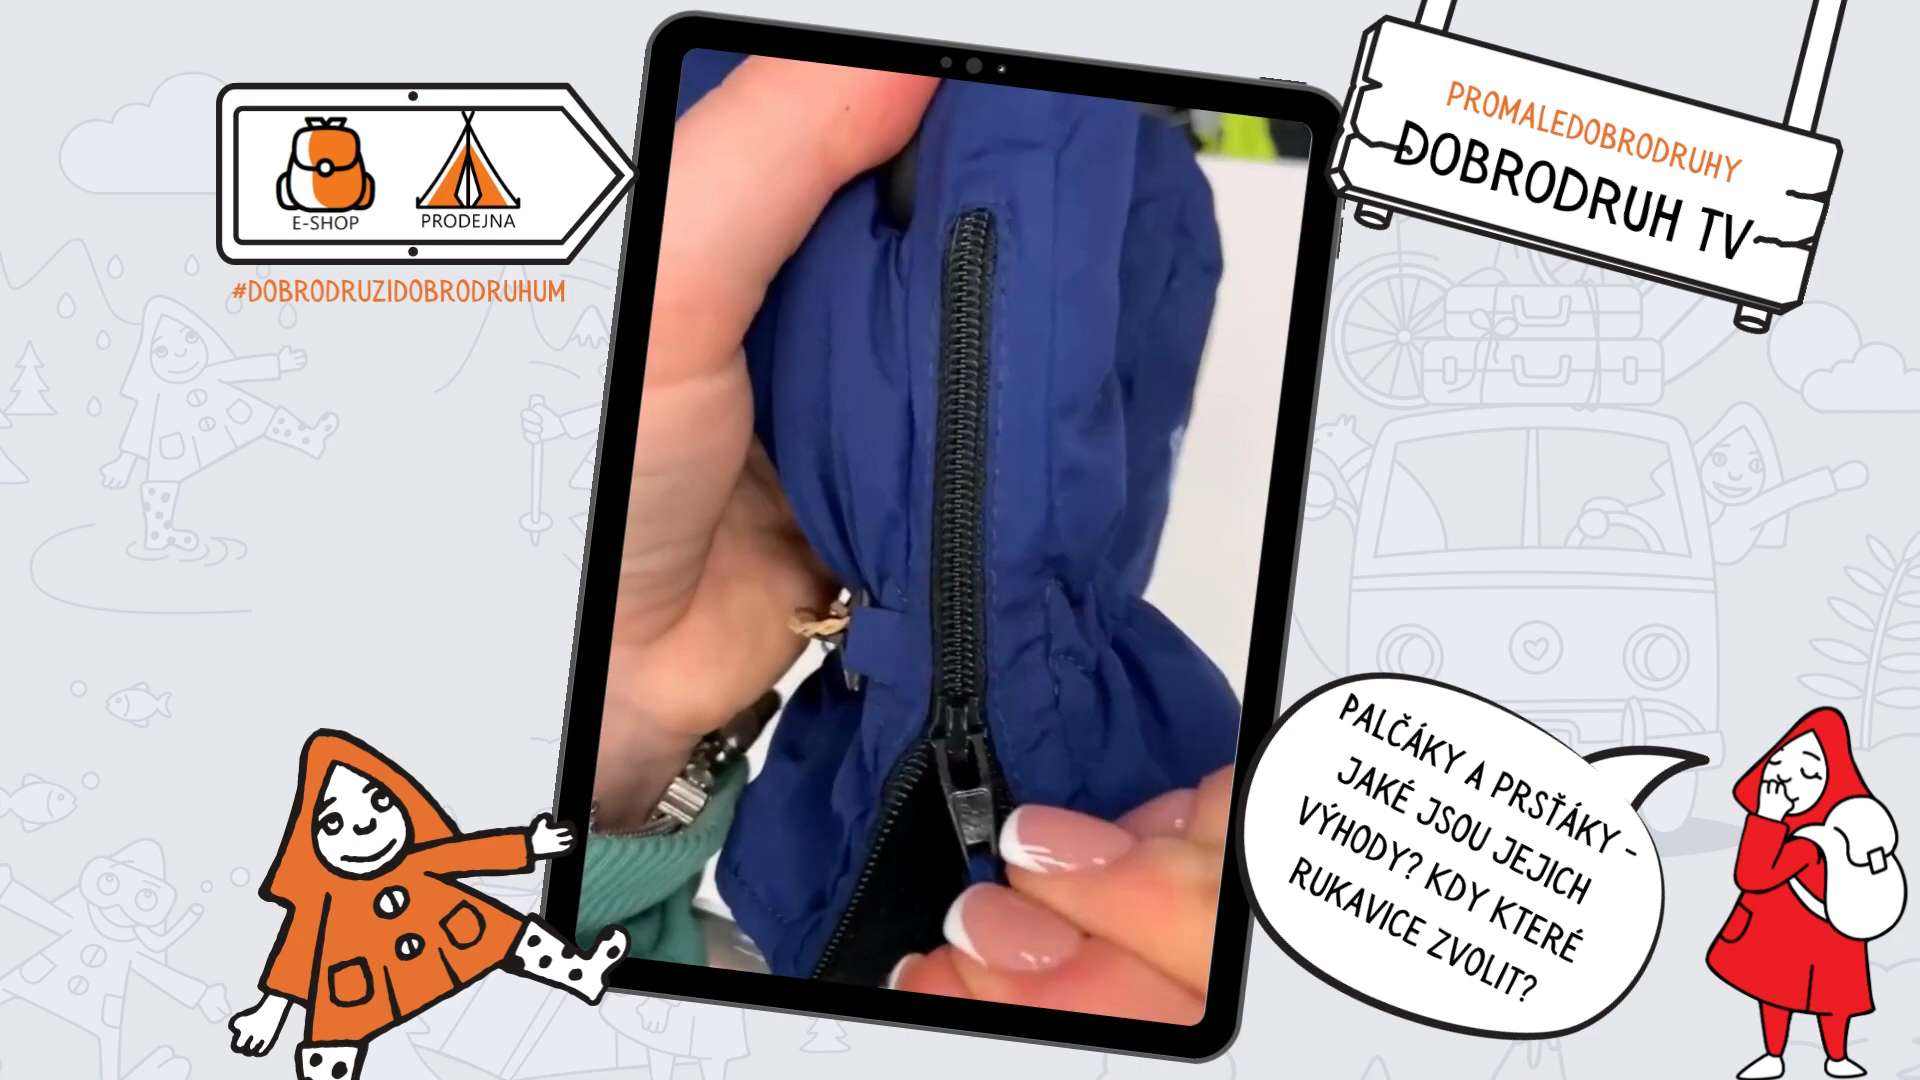 E-SHOP
PRODEJNA
#DOBRODRUZIDOBRODRUHUM
PROMALEDOBRODRUHY
DOBRODRUH TV
PALČÁKY A PRSŤÁKY -
JAKÉ JSOU JEJICH
VÝHODY? KDY KTERÉ
RUKAVICE ZVOLIT?